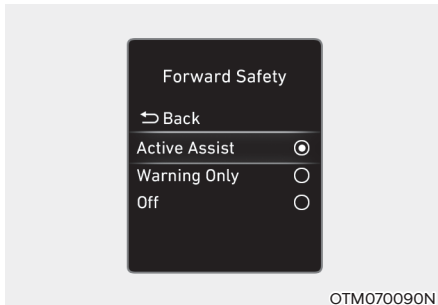 Forward Safety
Back
Active Assist
Warning Only
Off
OTM070090N